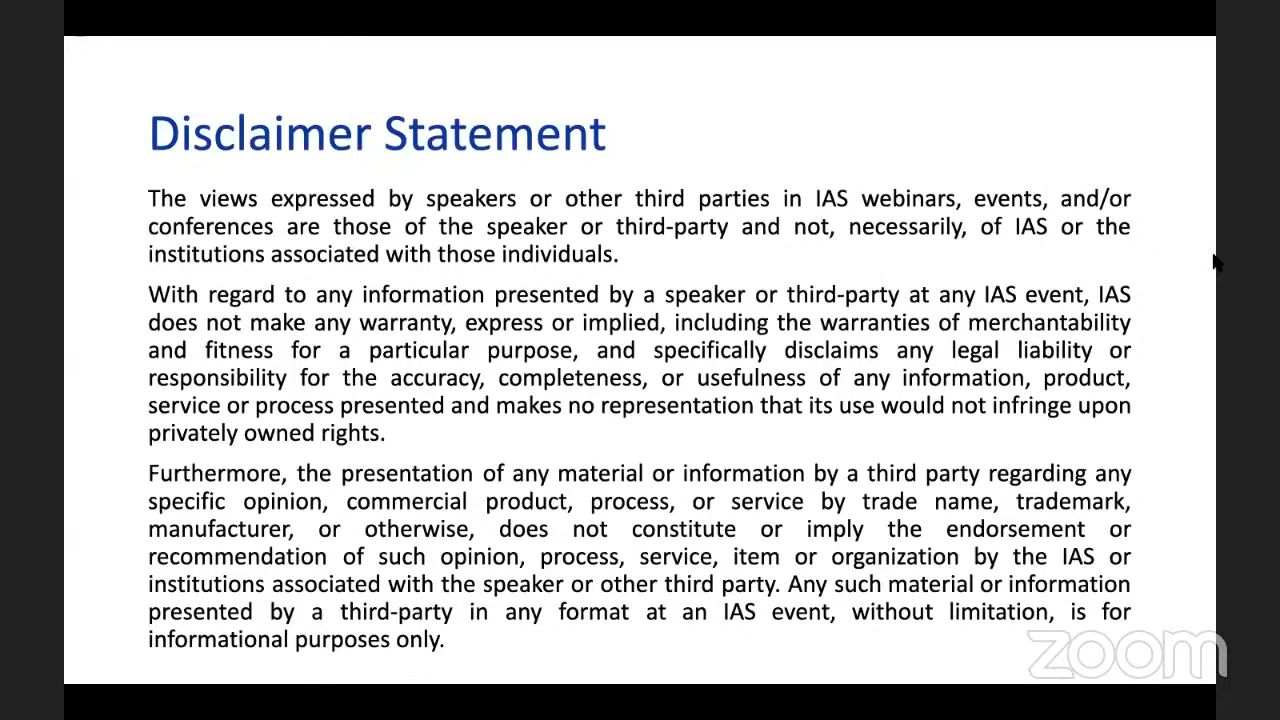 Disclaimer Statement
The views expressed by speakers or other third parties in IAS webinars, events, and/or
conferences are those of the speaker or third-party and not, necessarily, of IAS or the
institutions associated with those individuals.
With regard to any information presented by a speaker or third-party at any IAS event, IAS
does not make any warranty, express or implied, including the warranties of merchantability
and fitness for a particular purpose, and specifically disclaims any legal liability or
responsibility for the accuracy, completeness, or usefulness of any information, product,
service or process presented and makes no representation that its use would not infringe upon
privately owned rights.
Furthermore, the presentation of any material or information by a third party regarding any
specific opinion, commercial product, process, or service by trade name, trademark,
manufacturer, or otherwise, does not constitute or imply the endorsement or
recommendation of such opinion, process, service, item or organization by the IAS or
institutions associated with the speaker or other third party. Any such material or information
presented by a third-party in any format at an IAS event, without limitation, is for
informational purposes only.
zoom